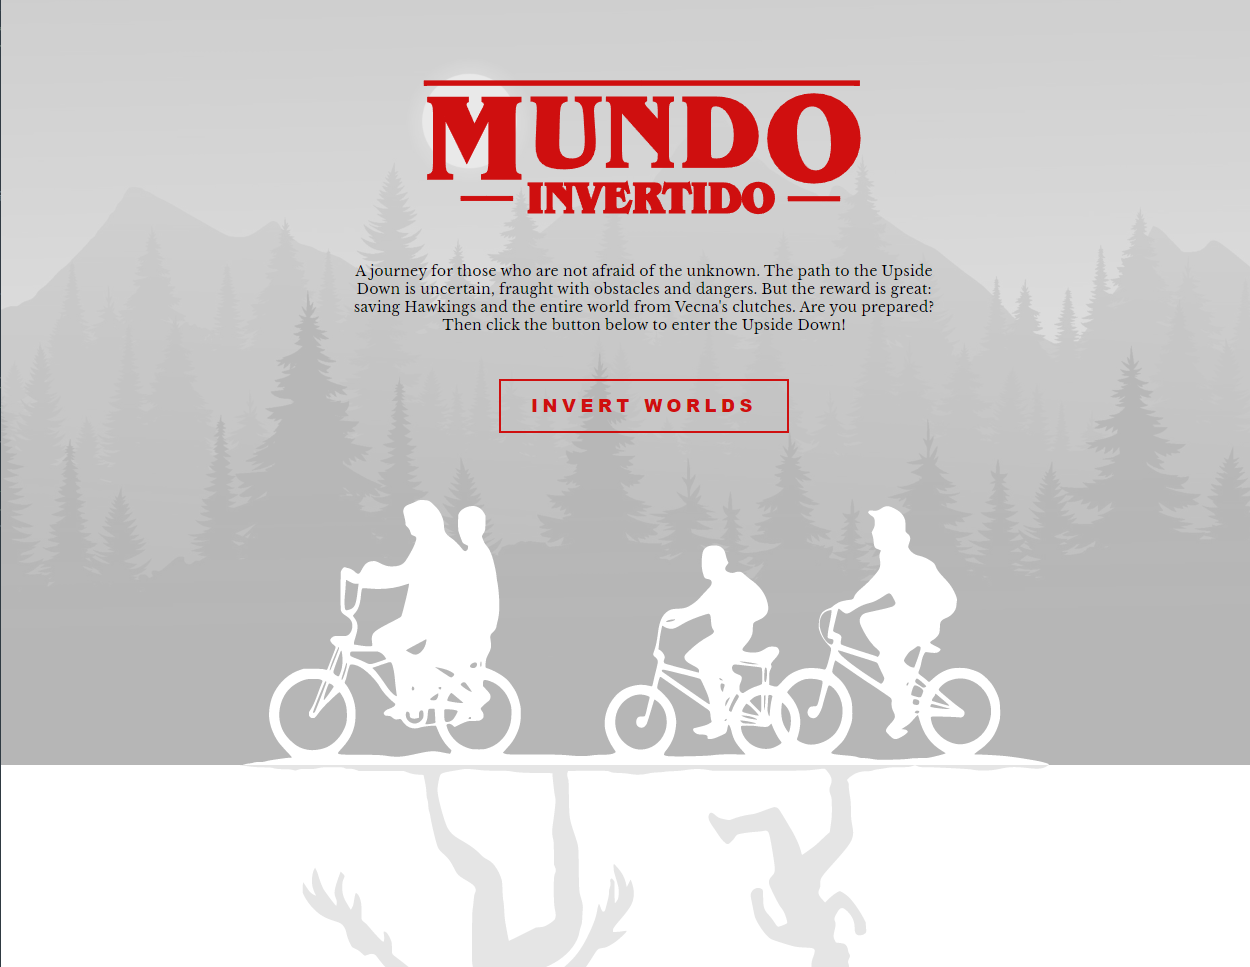 MUNDO
INVERTIDO
A journey for those who are not afraid of the unknown. The path to the Upside
Down is uncertain, fraught with obstacles and dangers. But the reward is great:
saving Hawkings and the entire world from Vecna's clutches. Are you prepared?
Then click the button below to enter the Upside Down!
INVERT WORLDS